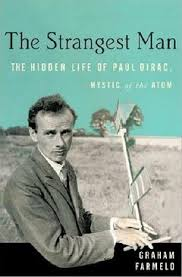 The Strangest Man
THE HIDDEN LIFE OF PAUL DIRAC,
MYSTIC of the ATOM
GRAHAM
FARMELO